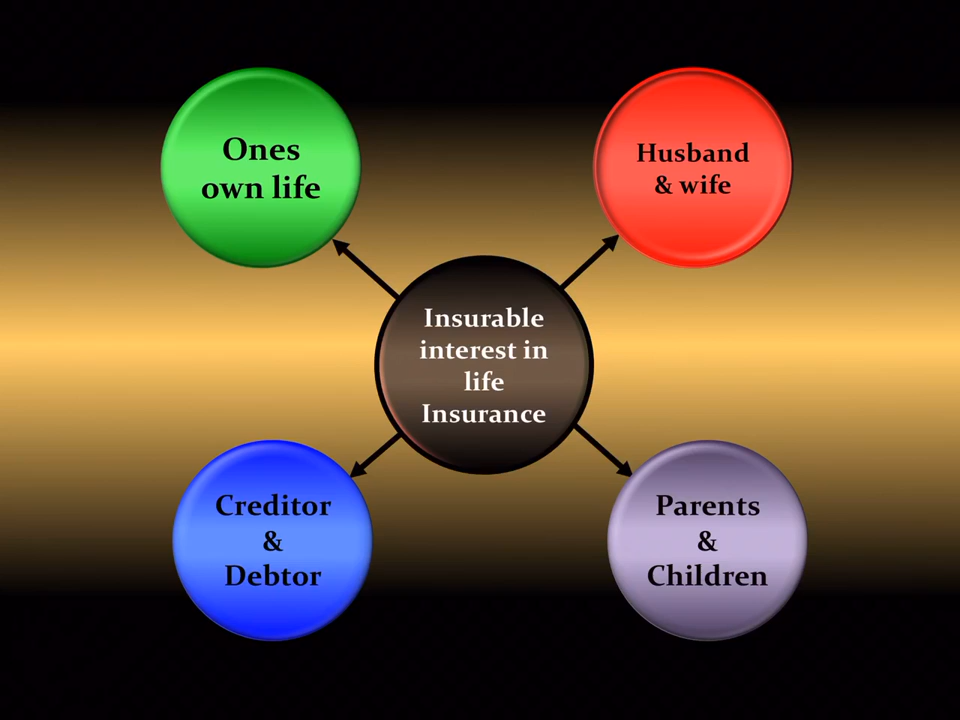 Ones
own life
Husband
& wife
Insurable
interest in
life
Insurance
Creditor
&
Debtor
Parents
&
Children